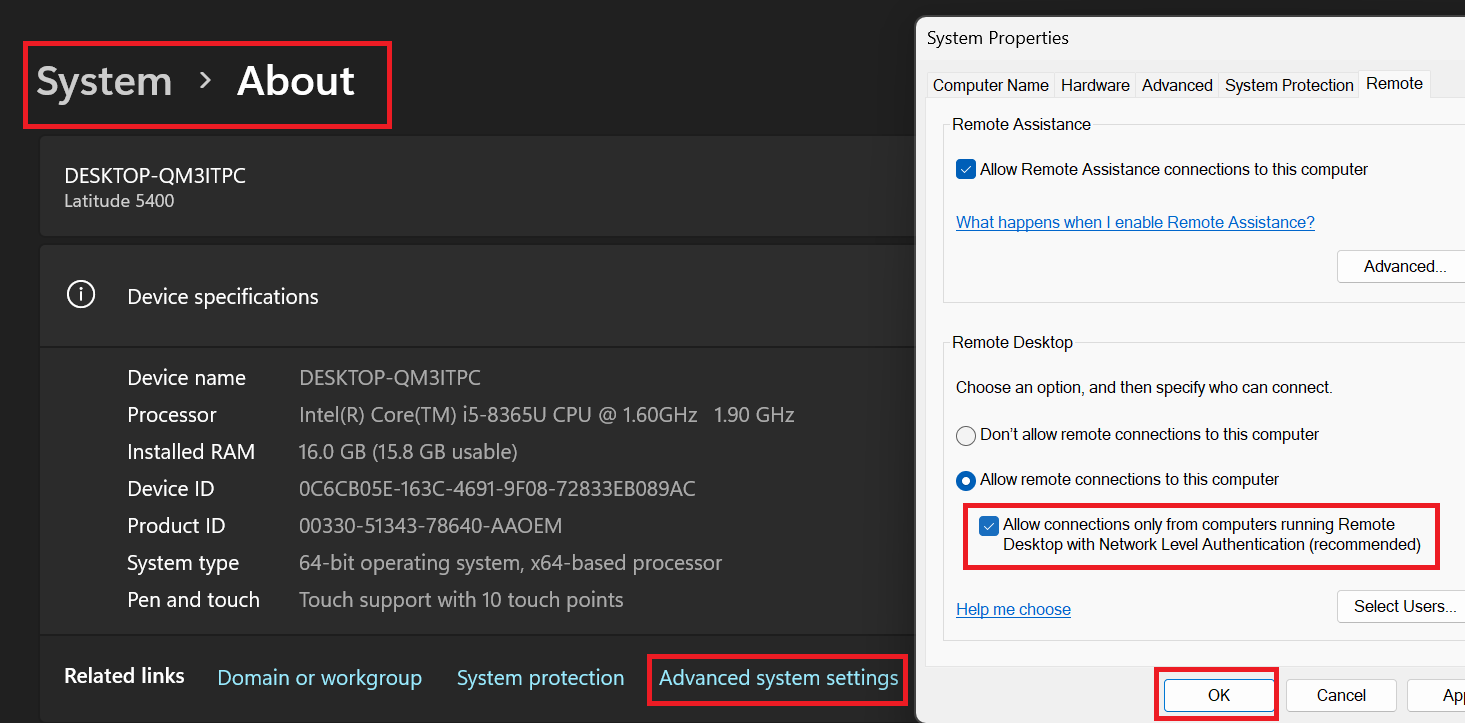 System > About
DESKTOP-QM3ITPC
Latitude 5400
Device specifications
Device name DESKTOP-QM3ITPC
Processor Intel(R) Core(TM) i5-8365U CPU @ 1.60GHz 1.90 GHz
Installed RAM 16.0 GB (15.8 GB usable)
Device ID 0C6CB05E-163C-4691-9F08-72833EB089AC
Product ID 00330-51343-78640-AAOEM
System type 64-bit operating system, x64-based processor
Pen and touch Touch support with 10 touch points
Related links Domain or workgroup System protection Advanced system settings
System Properties
Computer Name Hardware Advanced System Protection Remote
Remote Assistance
Allow Remote Assistance connections to this computer
What happens when I enable Remote Assistance?
Advanced...
Remote Desktop
Choose an option, and then specify who can connect.
Don't allow remote connections to this computer
Allow remote connections to this computer
Allow connections only from computers running Remote
Desktop with Network Level Authentication (recommended)
Help me choose Select Users...
OK Cancel App